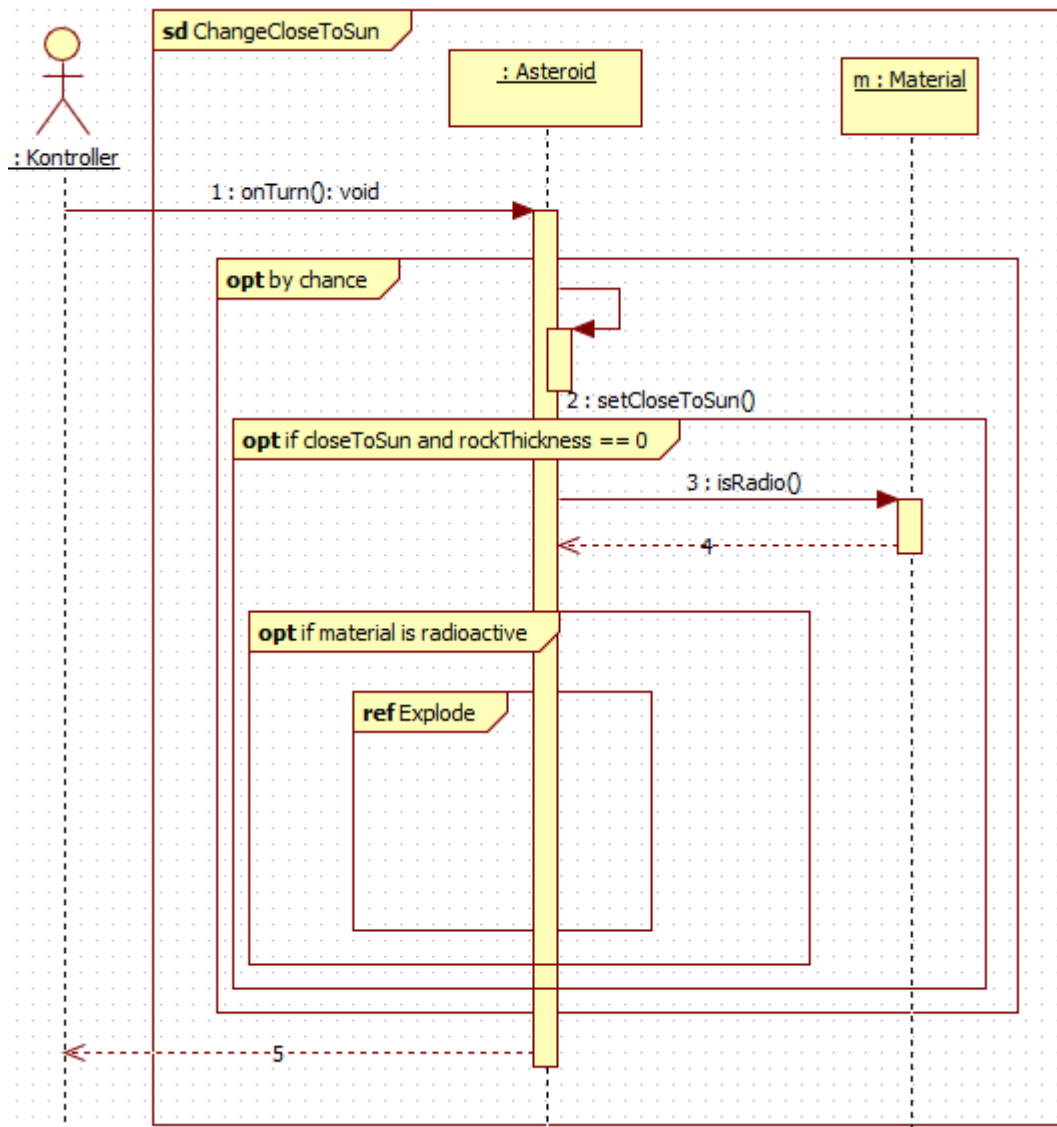 sd ChangeCloseToSun
: Asteroid
m : Material
: Kontroller
1 : onTurn(): void
opt by chance
2 : setCloseToSun()
opt if closeToSun and rockThickness == 0
3 : isRadio()
4
opt if material is radioactive
ref Explode
5